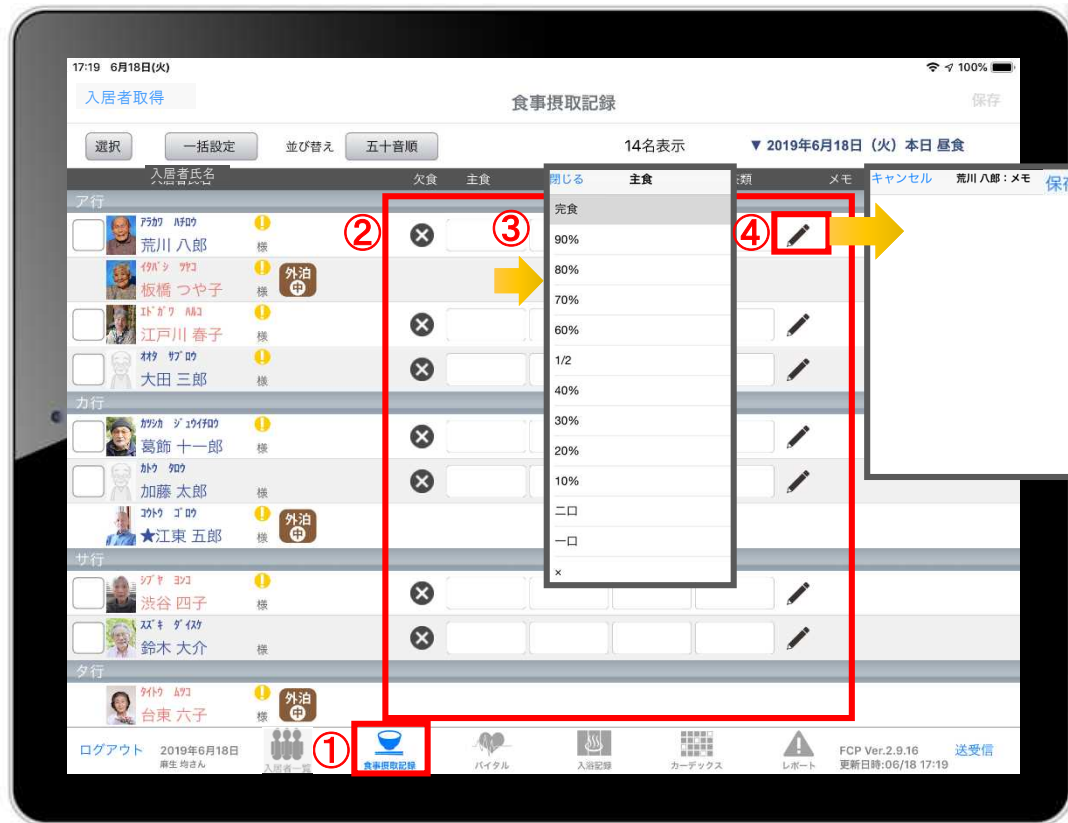 17:19 6月18日(火)
100%
入居者取得
食事摂取記録
保存
選択
一括設定
並び替え
五十音順
14名表示
▼ 2019年6月18日（火）本日 昼食
入居者氏名
欠食
主食
メモ
閉じる
主食
完食
90%
80%
70%
60%
1/2
40%
30%
20%
10%
二口
一口
×
キャンセル
荒川 八郎：メモ
保存
ア行
②
③
④
ｱﾗｶﾜ ﾊﾁﾛｳ
荒川 八郎 様
ｲﾀﾊﾞｼ ﾂﾔｺ
板橋 つや子 様
外泊中
ｴﾄﾞｶﾞﾜ ﾊﾙｺ
江戸川 春子 様
ｵｵﾀ ｻﾌﾞﾛｳ
大田 三郎 様
カ行
ｶﾂｼｶ ｼﾞｭｳｲﾁﾛｳ
葛飾 十一郎 様
ｶﾄｳ ﾀﾛｳ
加藤 太郎 様
ｺｳﾄｳ ｺﾞﾛｳ
★江東 五郎 様
外泊中
サ行
ｼﾌﾞﾔ ﾖﾝｺ
渋谷 四子 様
ｽｽﾞｷ ﾀﾞｲｽｹ
鈴木 大介 様
タ行
ﾀｲﾄｳ ﾑﾂｺ
台東 六子 様
外泊中
①
ログアウト
2019年6月18日
麻生 均さん
入居者一覧
食事摂取記録
バイタル
入浴記録
カーデックス
レポート
FCP Ver.2.9.16
更新日時:06/18 17:19
送受信